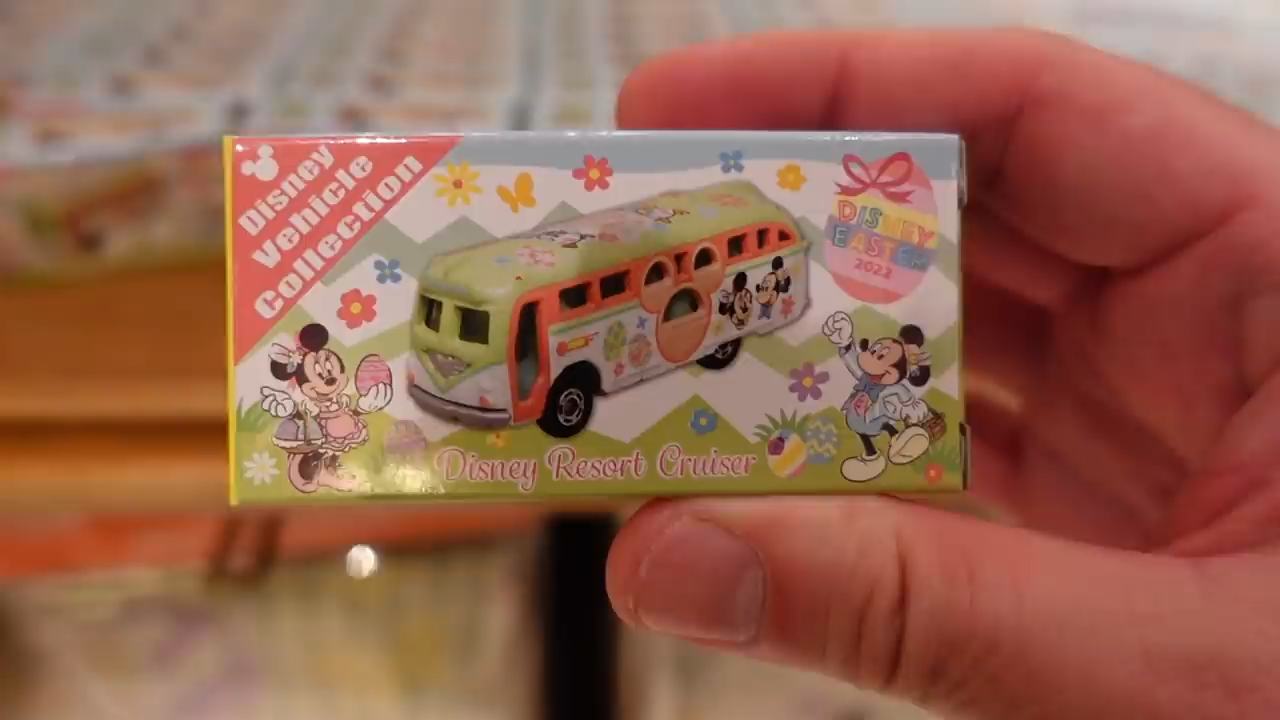 Disney
Vehicle
Collection
DISNEY
EASTER
2022
Disney Resort Cruiser